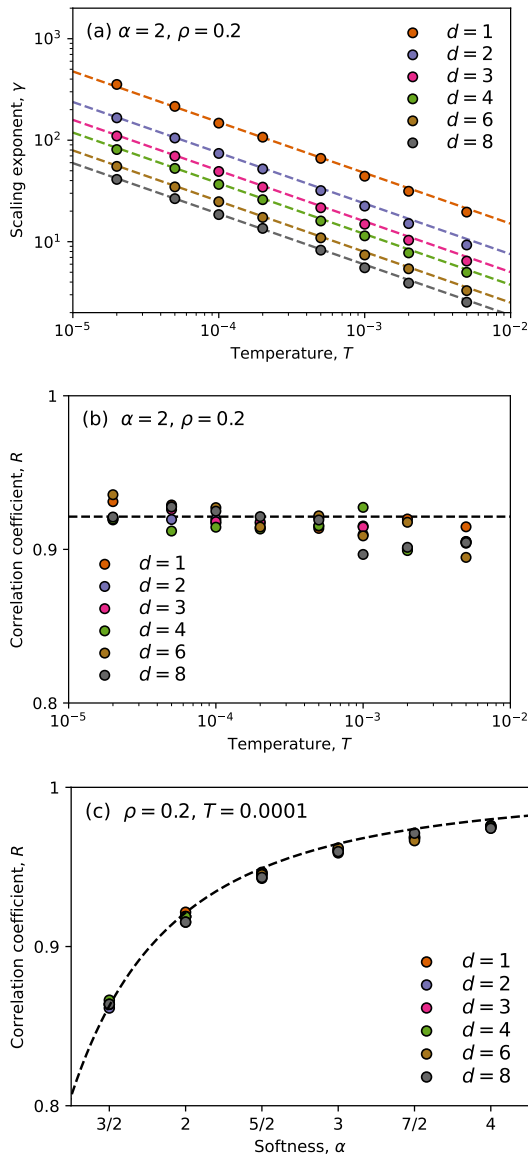 (a) α = 2, ρ = 0.2
d = 1
d = 2
d = 3
d = 4
d = 6
d = 8
10³
10²
10¹
Scaling exponent, γ
10⁻⁵
10⁻⁴
10⁻³
10⁻²
Temperature, T
(b) α = 2, ρ = 0.2
1
0.9
0.8
Correlation coefficient, R
d = 1
d = 2
d = 3
d = 4
d = 6
d = 8
10⁻⁵
10⁻⁴
10⁻³
10⁻²
Temperature, T
(c) ρ = 0.2, T = 0.0001
1
0.9
0.8
Correlation coefficient, R
d = 1
d = 2
d = 3
d = 4
d = 6
d = 8
3/2
2
5/2
3
7/2
4
Softness, α